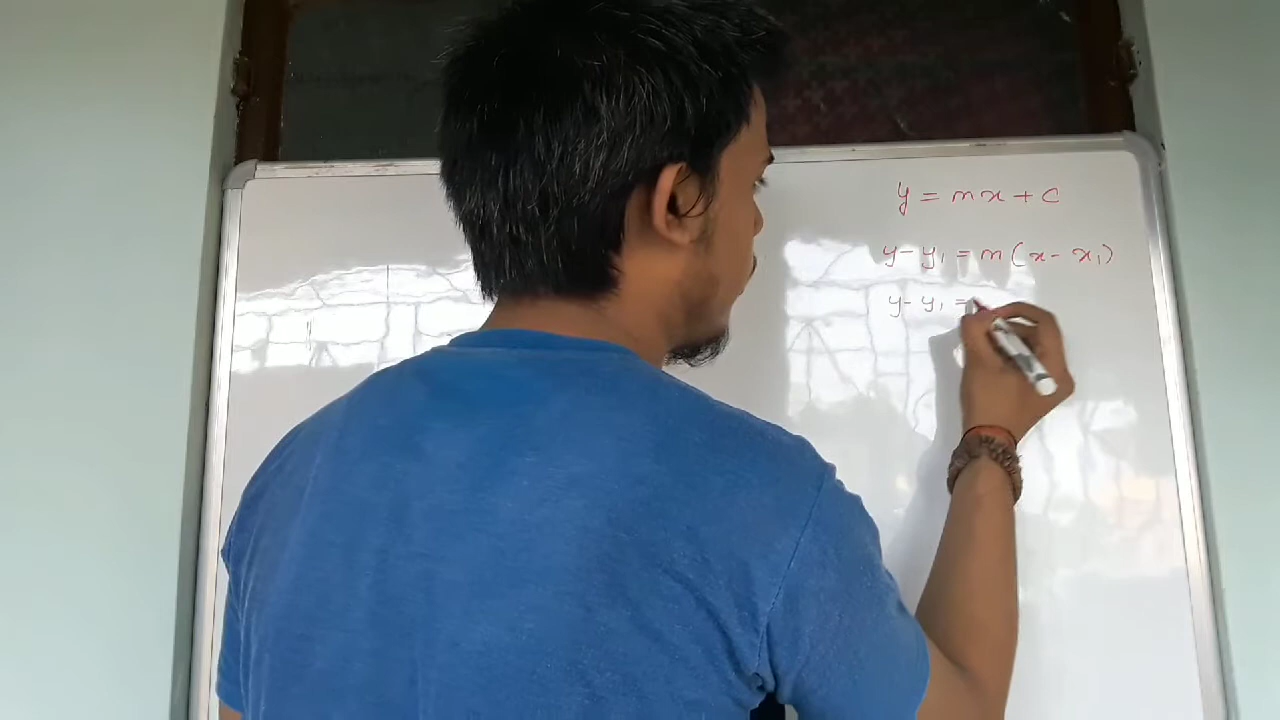 y = mx + c
y - y₁ = m (x - x₁)
y - y₁ =